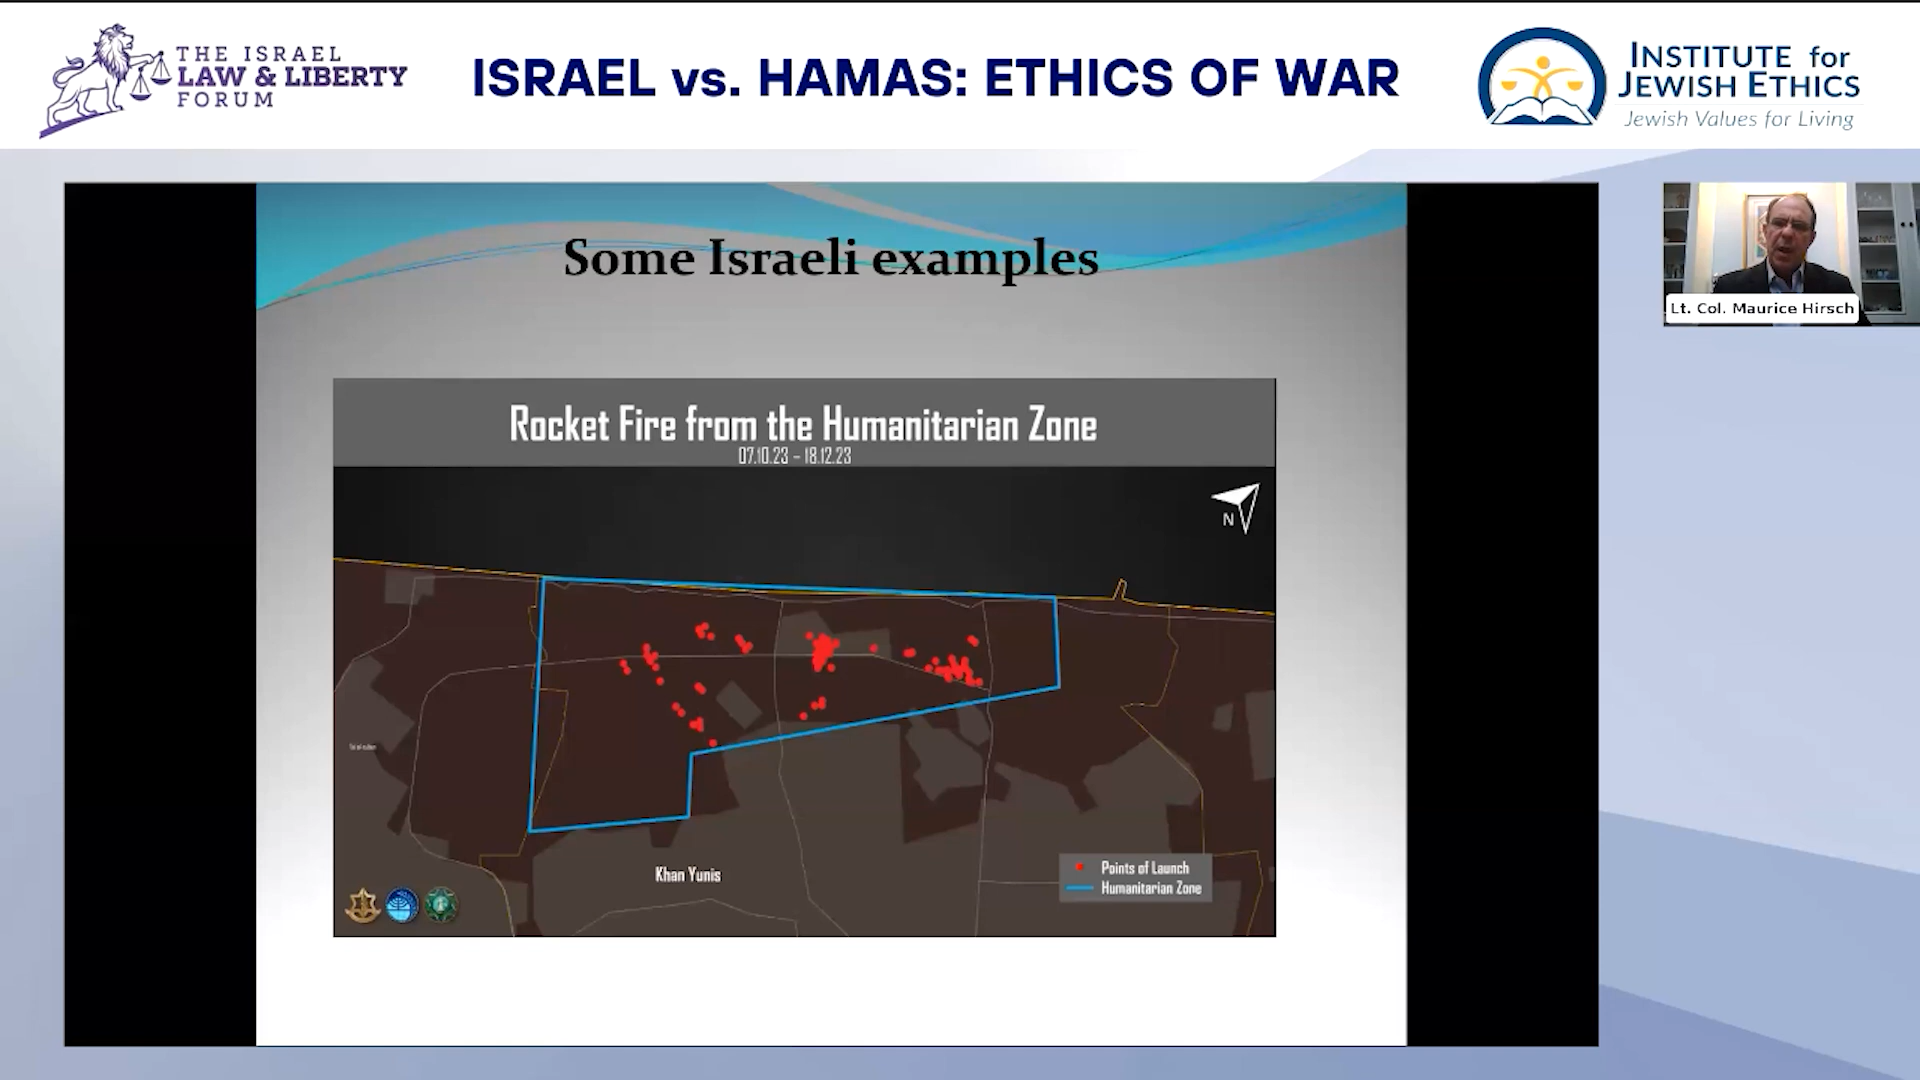 THE ISRAEL
LAW & LIBERTY
FORUM
ISRAEL vs. HAMAS: ETHICS OF WAR
INSTITUTE for
JEWISH ETHICS
Jewish Values for Living
Some Israeli examples
Lt. Col. Maurice Hirsch
Rocket Fire from the Humanitarian Zone
07.10.23 – 18.12.23
N
Khan Yunis
Points of Launch
Humanitarian Zone